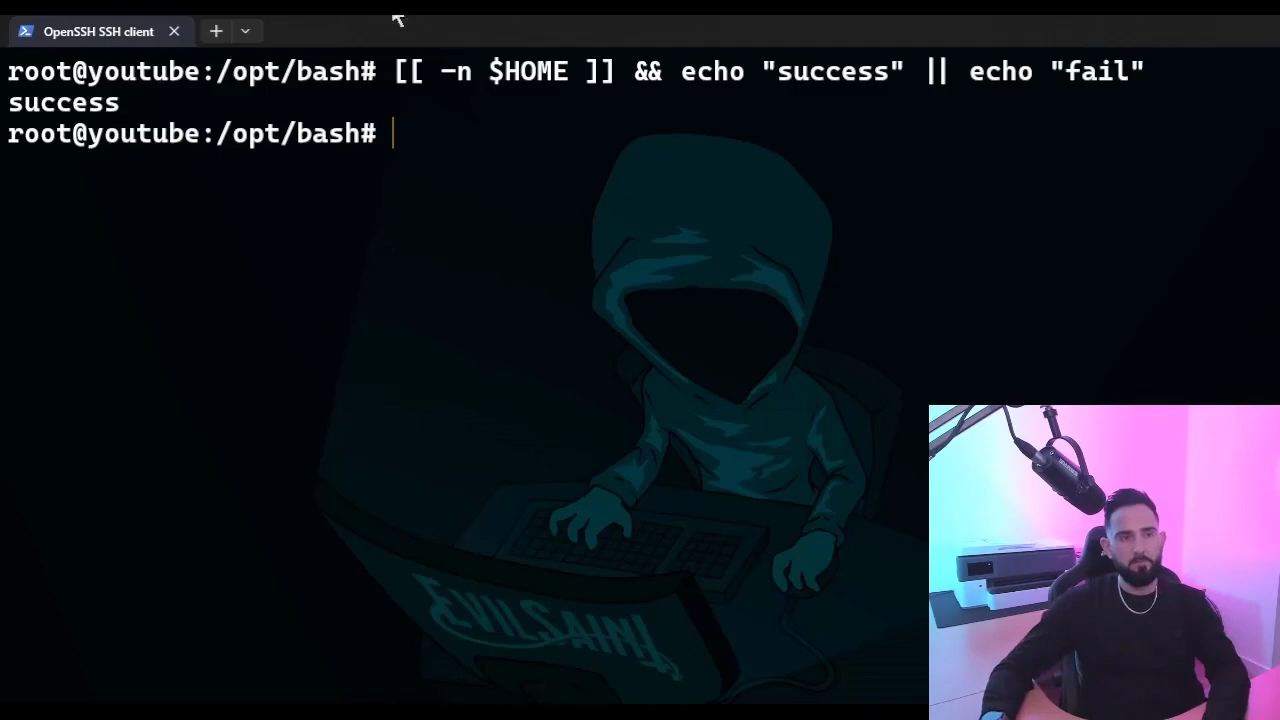 OpenSSH SSH client
root@youtube:/opt/bash# [[ -n $HOME ]] && echo "success" || echo "fail"
success
root@youtube:/opt/bash#
EVILSAINT